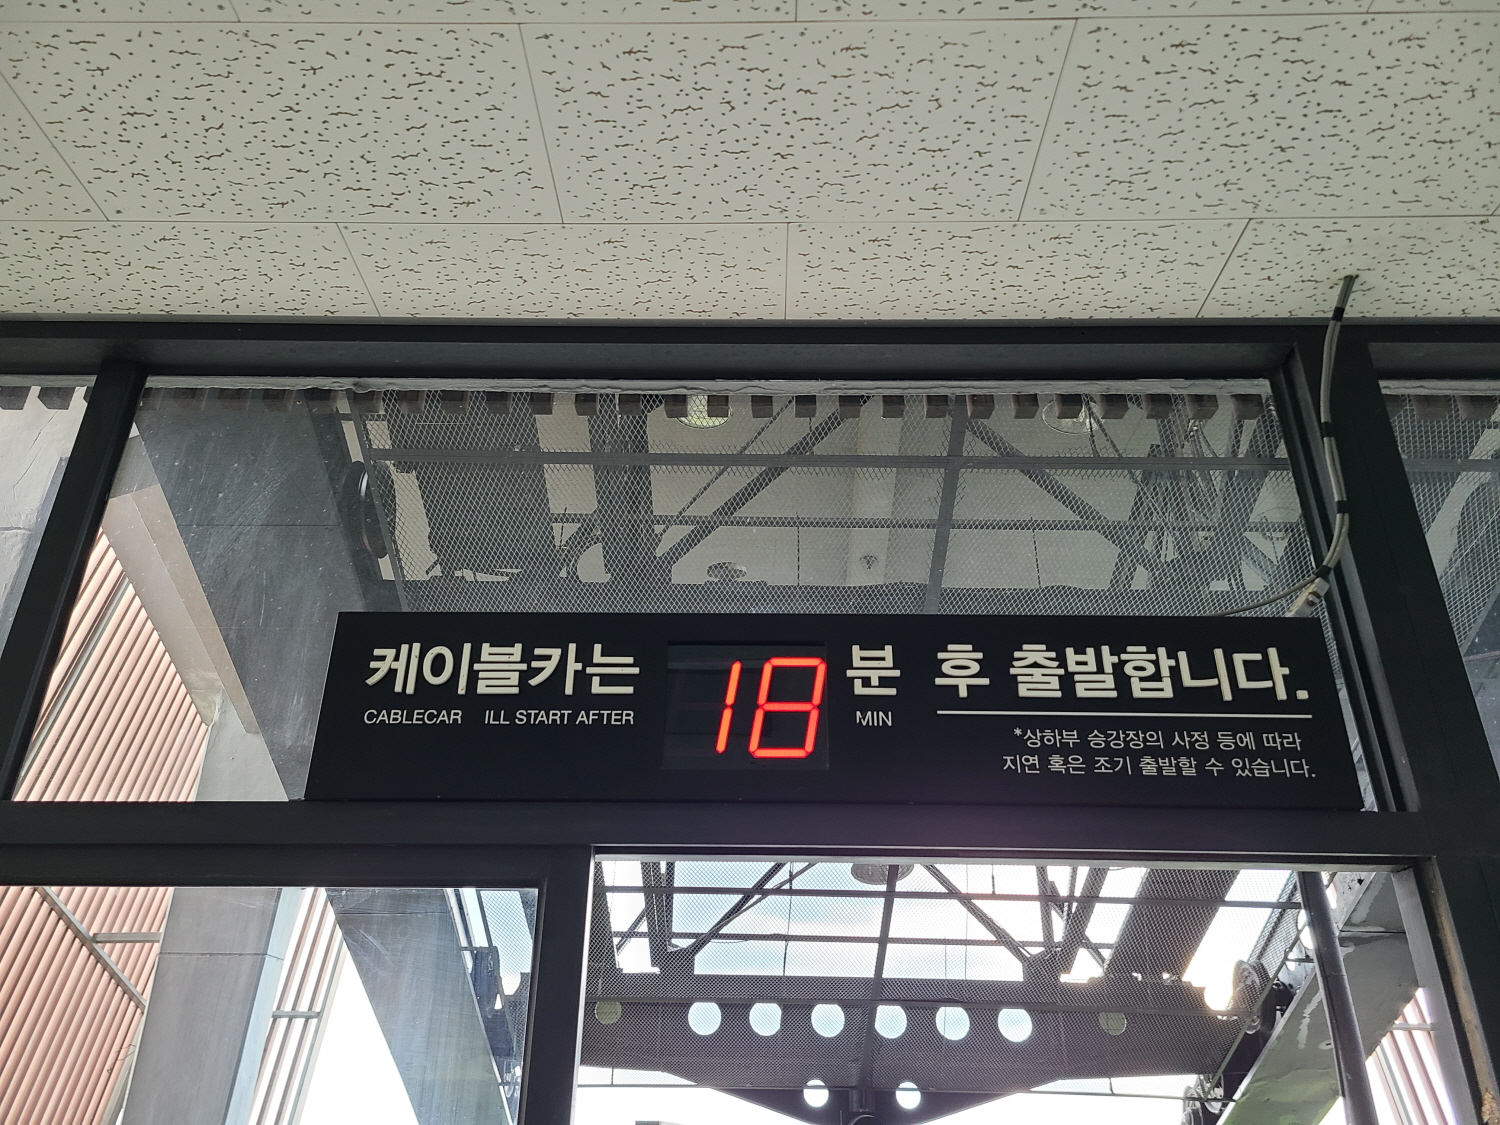 케이블카는 18 분 후 출발합니다.
CABLECAR ILL START AFTER MIN
*상하부 승강장의 사정 등에 따라
지연 혹은 조기 출발할 수 있습니다.